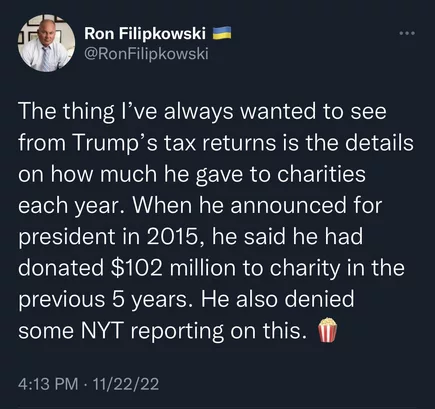 Ron Filipkowski 🇺🇦
@RonFilipkowski
The thing I’ve always wanted to see
from Trump’s tax returns is the details
on how much he gave to charities
each year. When he announced for
president in 2015, he said he had
donated $102 million to charity in the
previous 5 years. He also denied
some NYT reporting on this. 🍿
4:13 PM · 11/22/22